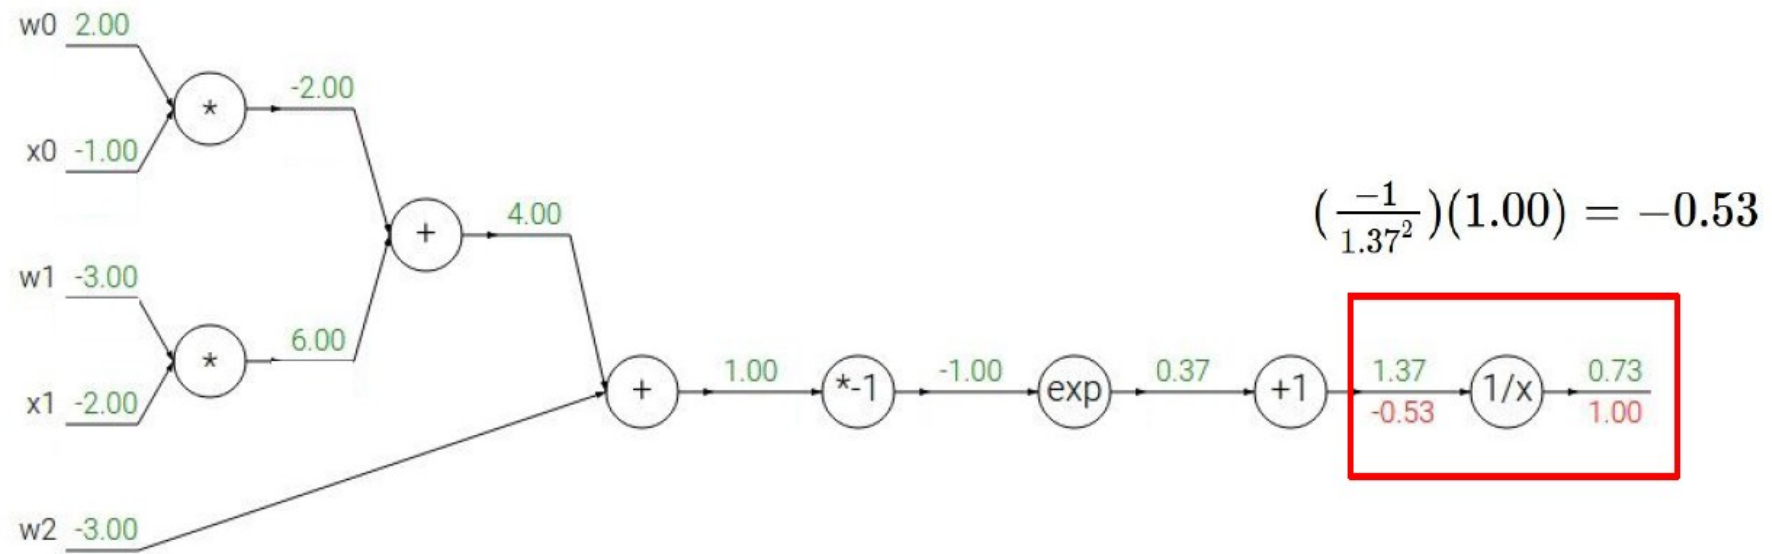 w0 2.00
-2.00
*
x0 -1.00
4.00
+
(-1/1.37²)(1.00) = -0.53
w1 -3.00
6.00
*
x1 -2.00
+ 1.00 *-1 -1.00 exp 0.37 +1 1.37 1/x 0.73
-0.53 1.00
w2 -3.00